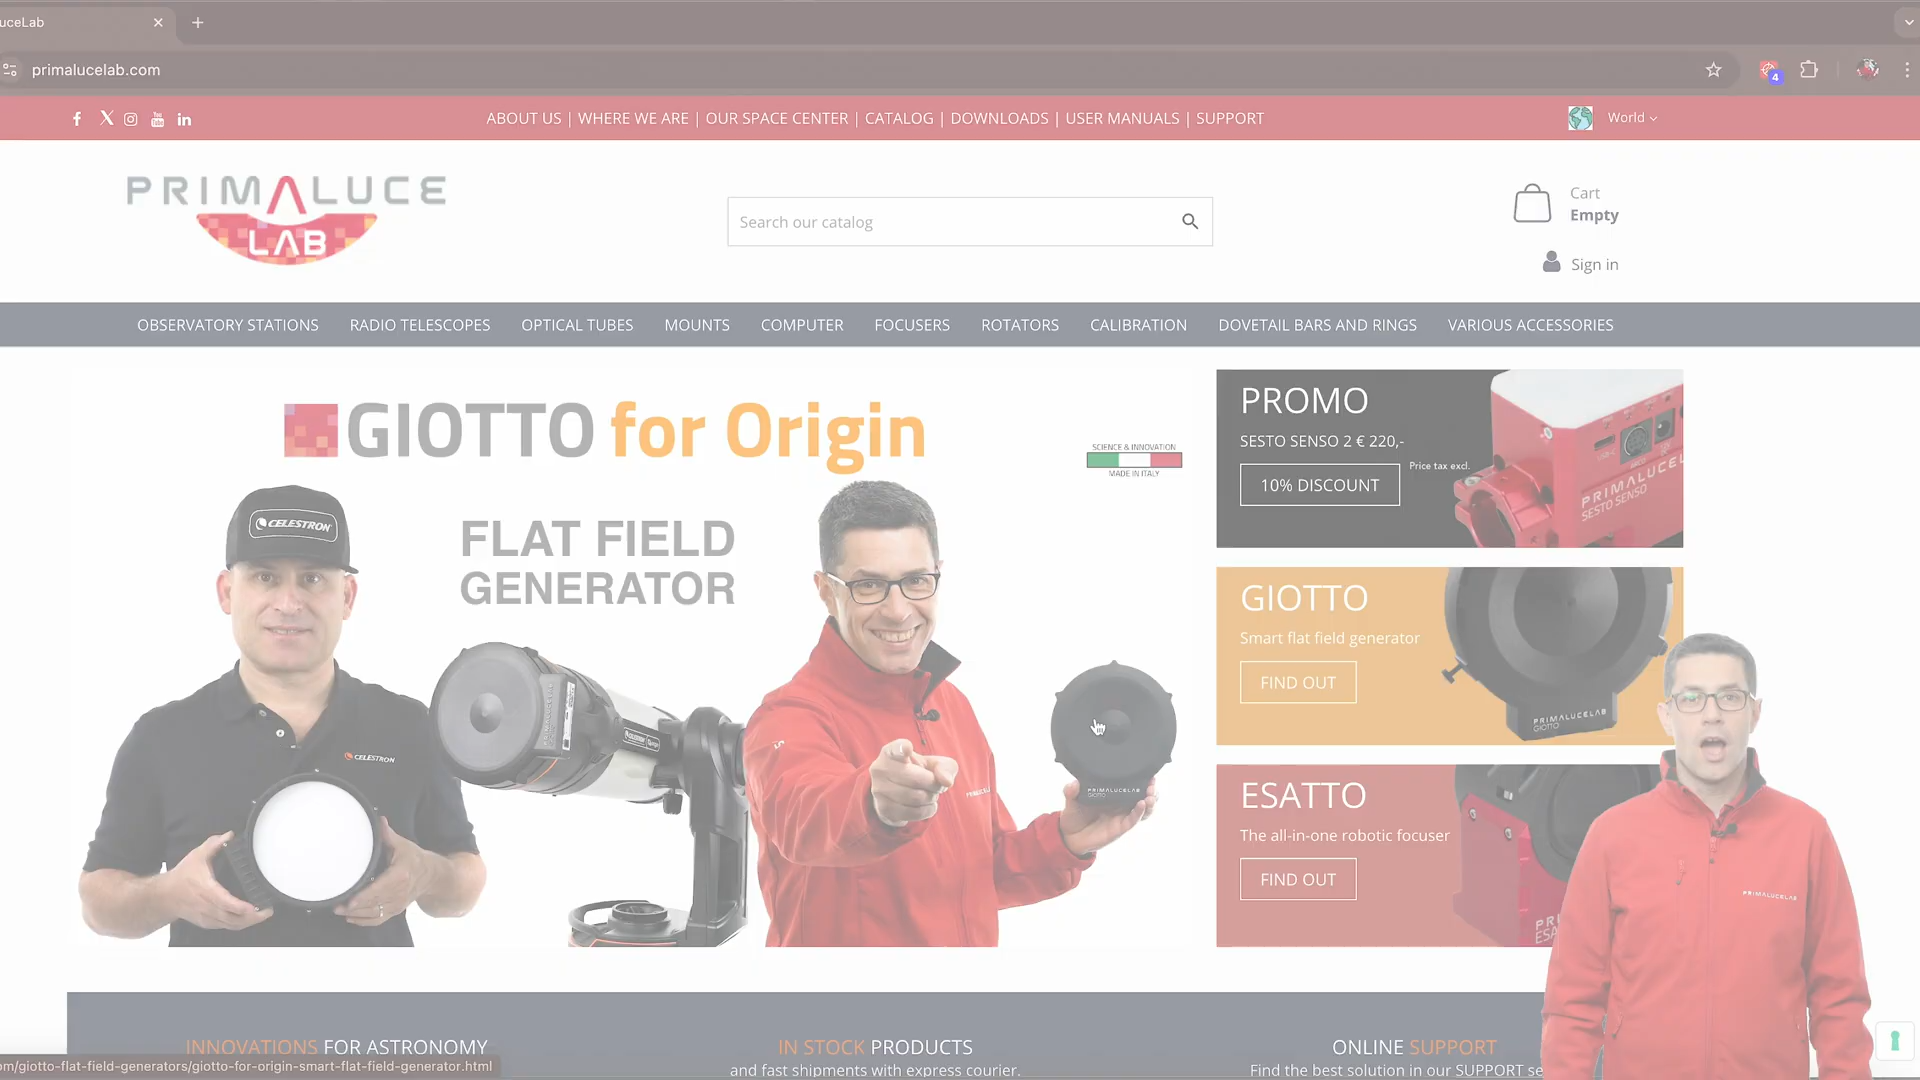 uceLab
primalucelab.com
4
ABOUT US | WHERE WE ARE | OUR SPACE CENTER | CATALOG | DOWNLOADS | USER MANUALS | SUPPORT
World
PRIMALUCE
LAB
Search our catalog
Cart
Empty
Sign in
OBSERVATORY STATIONS RADIO TELESCOPES OPTICAL TUBES MOUNTS COMPUTER FOCUSERS ROTATORS CALIBRATION DOVETAIL BARS AND RINGS VARIOUS ACCESSORIES
GIOTTO for Origin
SCIENCE & INNOVATION
MADE IN ITALY
FLAT FIELD
GENERATOR
CELESTRON
CELESTRON
PRIMALUCELAB
GIOTTO
PROMO
SESTO SENSO 2 € 220,-
Price tax excl.
10% DISCOUNT
PRIMALUCEL
SESTO SENSO
GIOTTO
Smart flat field generator
FIND OUT
PRIMALUCELAB
GIOTTO
ESATTO
The all-in-one robotic focuser
FIND OUT
PRI
ESA
PRIMALUCELAB
INNOVATIONS FOR ASTRONOMY
IN STOCK PRODUCTS
and fast shipments with express courier.
ONLINE SUPPORT
Find the best solution in our SUPPORT se
om/giotto-flat-field-generators/giotto-for-origin-smart-flat-field-generator.html